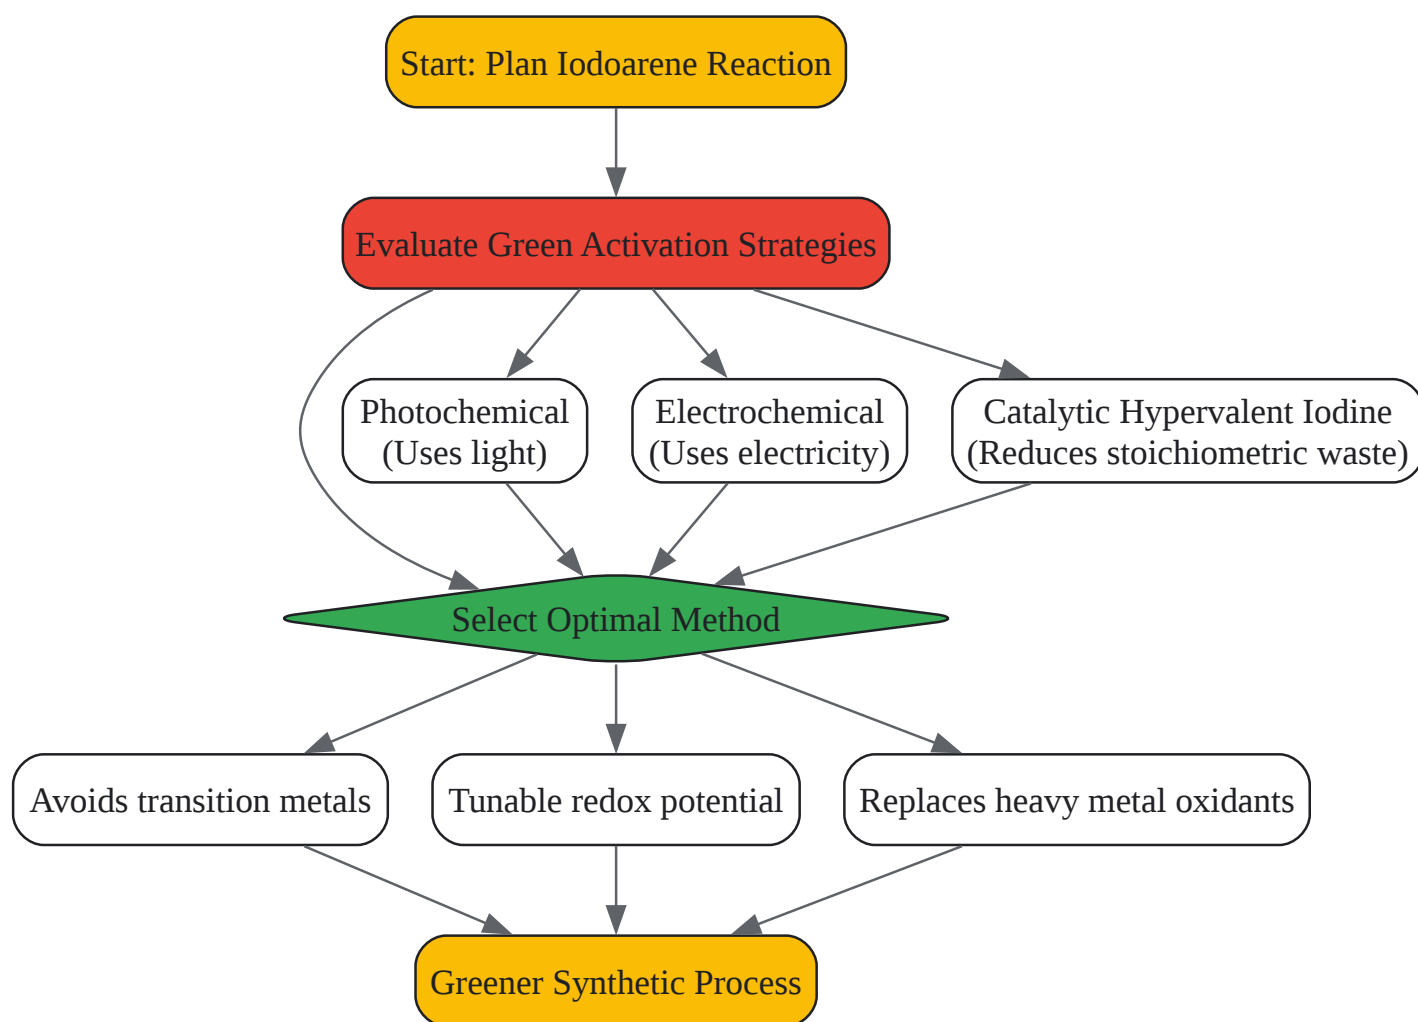 Start: Plan Iodoarene Reaction
Evaluate Green Activation Strategies
Photochemical
(Uses light)
Electrochemical
(Uses electricity)
Catalytic Hypervalent Iodine
(Reduces stoichiometric waste)
Select Optimal Method
Avoids transition metals
Tunable redox potential
Replaces heavy metal oxidants
Greener Synthetic Process